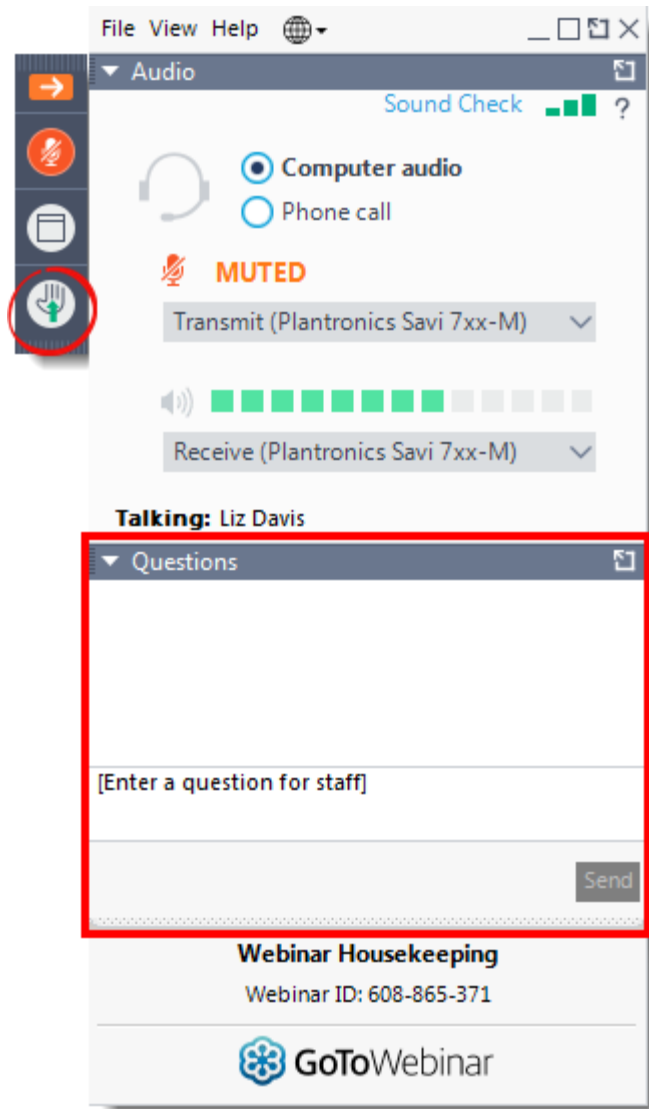 File View Help
Audio
Sound Check ?
Computer audio
Phone call
MUTED
Transmit (Plantronics Savi 7xx-M)
Receive (Plantronics Savi 7xx-M)
Talking: Liz Davis
Questions
[Enter a question for staff]
Send
Webinar Housekeeping
Webinar ID: 608-865-371
GoToWebinar